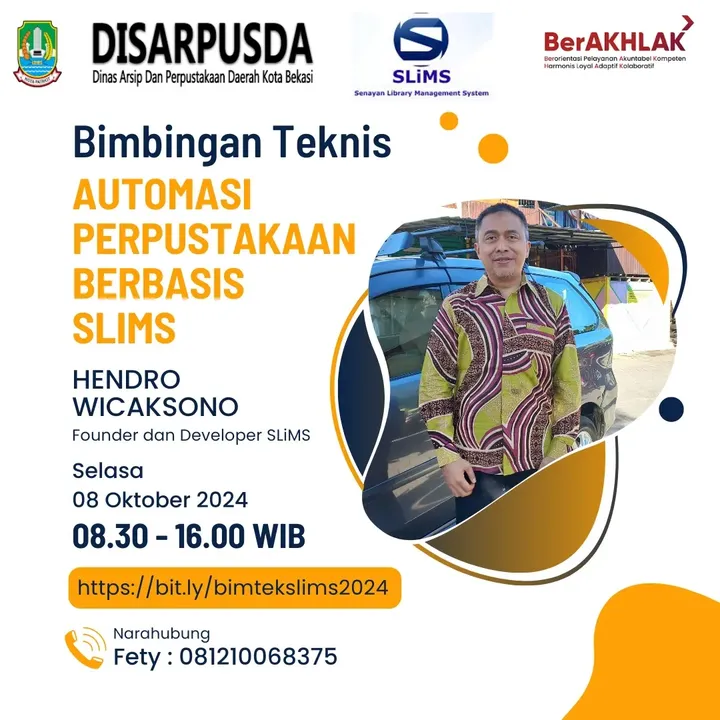 DISARPUSDA
Dinas Arsip Dan Perpustakaan Daerah Kota Bekasi
S
SLiMS
Senayan Library Management System
BerAKHLAK
Berorientasi Pelayanan Akuntabel Kompeten
Harmonis Loyal Adaptif Kolaboratif
Bimbingan Teknis
AUTOMASI
PERPUSTAKAAN
BERBASIS
SLIMS
HENDRO
WICAKSONO
Founder dan Developer SLiMS
Selasa
08 Oktober 2024
08.30 - 16.00 WIB
https://bit.ly/bimtekslims2024
Narahubung
Fety : 081210068375